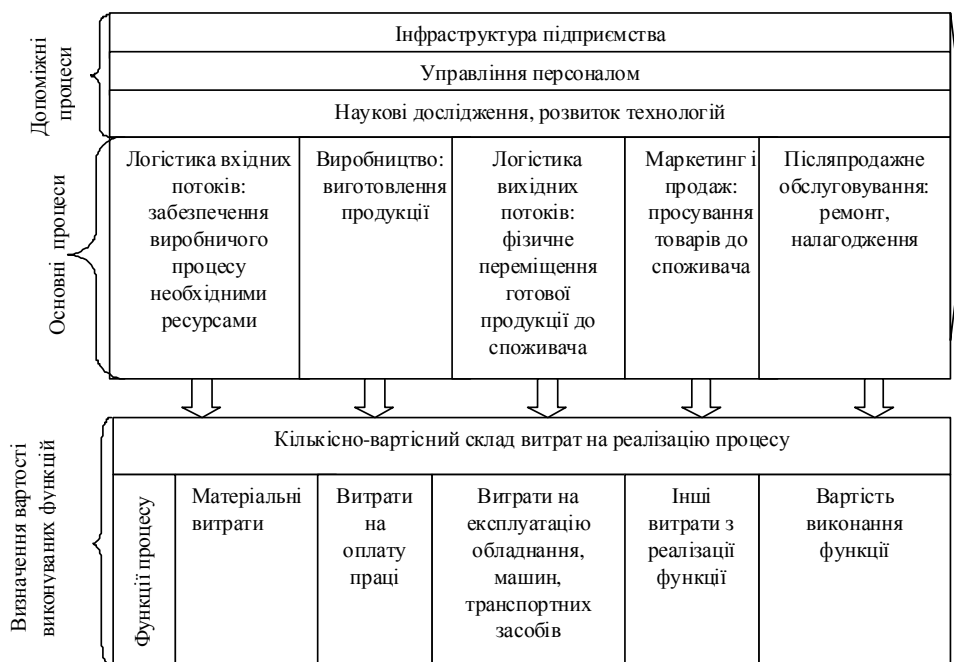 Допоміжні
процеси
Інфраструктура підприємства
Управління персоналом
Наукові дослідження, розвиток технологій
Основні процеси
Логістика вхідних
потоків:
забезпечення
виробничого
процесу
необхідними
ресурсами
Виробництво:
виготовлення
продукції
Логістика
вихідних
потоків:
фізичне
переміщення
готової
продукції до
споживача
Маркетинг і
продаж:
просування
товарів до
споживача
Післяпродажне
обслуговування:
ремонт,
налагодження
Визначення вартості
виконуваних функцій
Кількісно-вартісний склад витрат на реалізацію процесу
Функції процесу
Матеріальні
витрати
Витрати
на
оплату
праці
Витрати на
експлуатацію
обладнання,
машин,
транспортних
засобів
Інші
витрати з
реалізації
функції
Вартість
виконання
функції